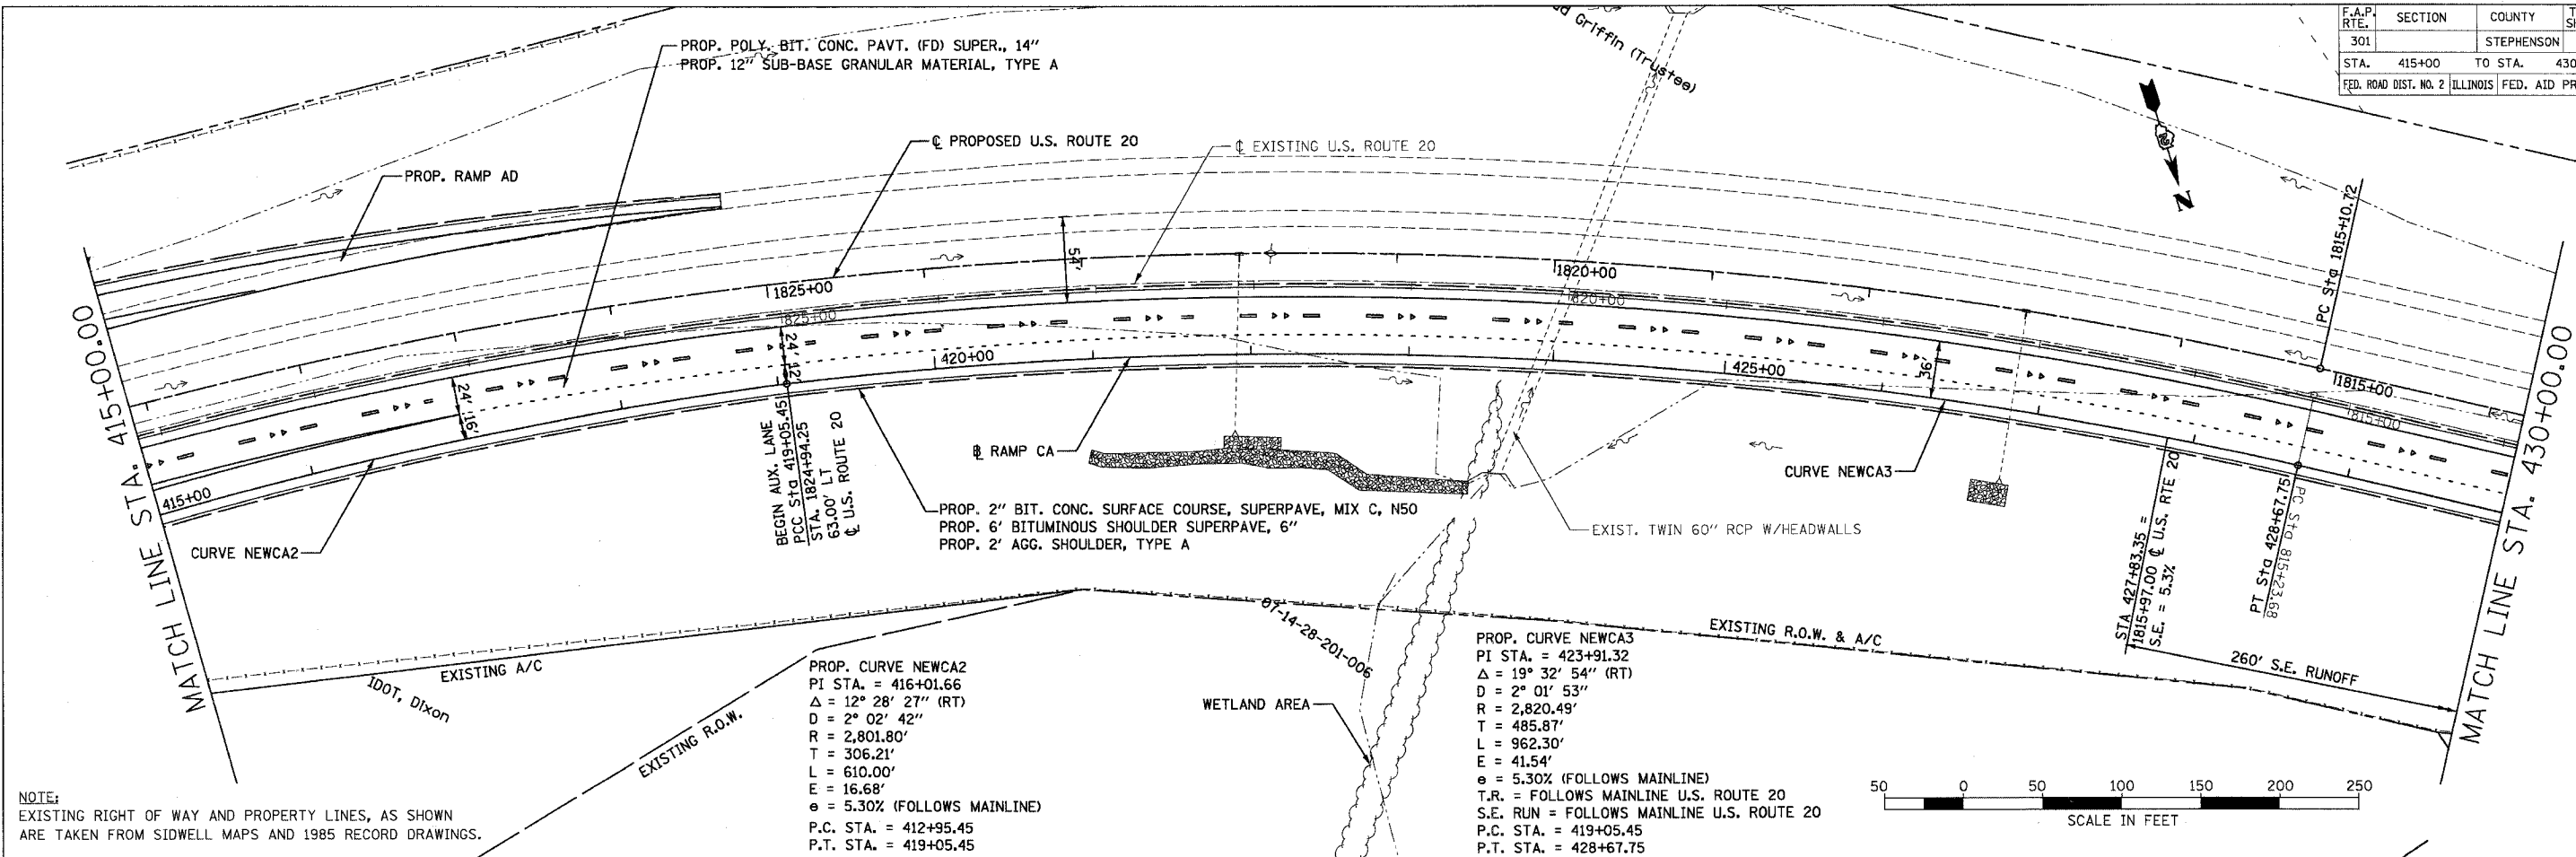 F.A.P. RTE. SECTION COUNTY
301 STEPHENSON
STA. 415+00 TO STA. 430
FED. ROAD DIST. NO. 2 ILLINOIS FED. AID PR
PROP. POLY. BIT. CONC. PAVT. (FD) SUPER., 14"
PROP. 12" SUB-BASE GRANULAR MATERIAL, TYPE A
Griffin (Trustee)
℄ PROPOSED U.S. ROUTE 20
℄ EXISTING U.S. ROUTE 20
PROP. RAMP AD
N
PC Sta 1815+10.72
54'
1825+00
1820+00
1815+00
825+00
820+00
815+00
24' 12'
24' 16'
36'
415+00
420+00
425+00
MATCH LINE STA. 415+00.00
MATCH LINE STA. 430+00.00
BEGIN AUX. LANE
PCC Sta 419+05.45
STA. 1824+94.25
63.00' LT
℄ U.S. ROUTE 20
℄ RAMP CA
CURVE NEWCA2
CURVE NEWCA3
PROP. 2" BIT. CONC. SURFACE COURSE, SUPERPAVE, MIX C, N50
PROP. 6' BITUMINOUS SHOULDER SUPERPAVE, 6"
PROP. 2' AGG. SHOULDER, TYPE A
EXIST. TWIN 60" RCP W/HEADWALLS
STA 427+83.35 =
1815+97.00 ℄ U.S. RTE 20
S.E. = 5.3%
PT Sta 428+67.75
PC Sta 815+23.68
260' S.E. RUNOFF
EXISTING A/C
IDOT, Dixon
EXISTING R.O.W.
07-14-28-201-006
EXISTING R.O.W. & A/C
WETLAND AREA
PROP. CURVE NEWCA2
PI STA. = 416+01.66
Δ = 12° 28' 27" (RT)
D = 2° 02' 42"
R = 2,801.80'
T = 306.21'
L = 610.00'
E = 16.68'
e = 5.30% (FOLLOWS MAINLINE)
P.C. STA. = 412+95.45
P.T. STA. = 419+05.45
PROP. CURVE NEWCA3
PI STA. = 423+91.32
Δ = 19° 32' 54" (RT)
D = 2° 01' 53"
R = 2,820.49'
T = 485.87'
L = 962.30'
E = 41.54'
e = 5.30% (FOLLOWS MAINLINE)
T.R. = FOLLOWS MAINLINE U.S. ROUTE 20
S.E. RUN = FOLLOWS MAINLINE U.S. ROUTE 20
P.C. STA. = 419+05.45
P.T. STA. = 428+67.75
50 0 50 100 150 200 250
SCALE IN FEET
NOTE:
EXISTING RIGHT OF WAY AND PROPERTY LINES, AS SHOWN
ARE TAKEN FROM SIDWELL MAPS AND 1985 RECORD DRAWINGS.